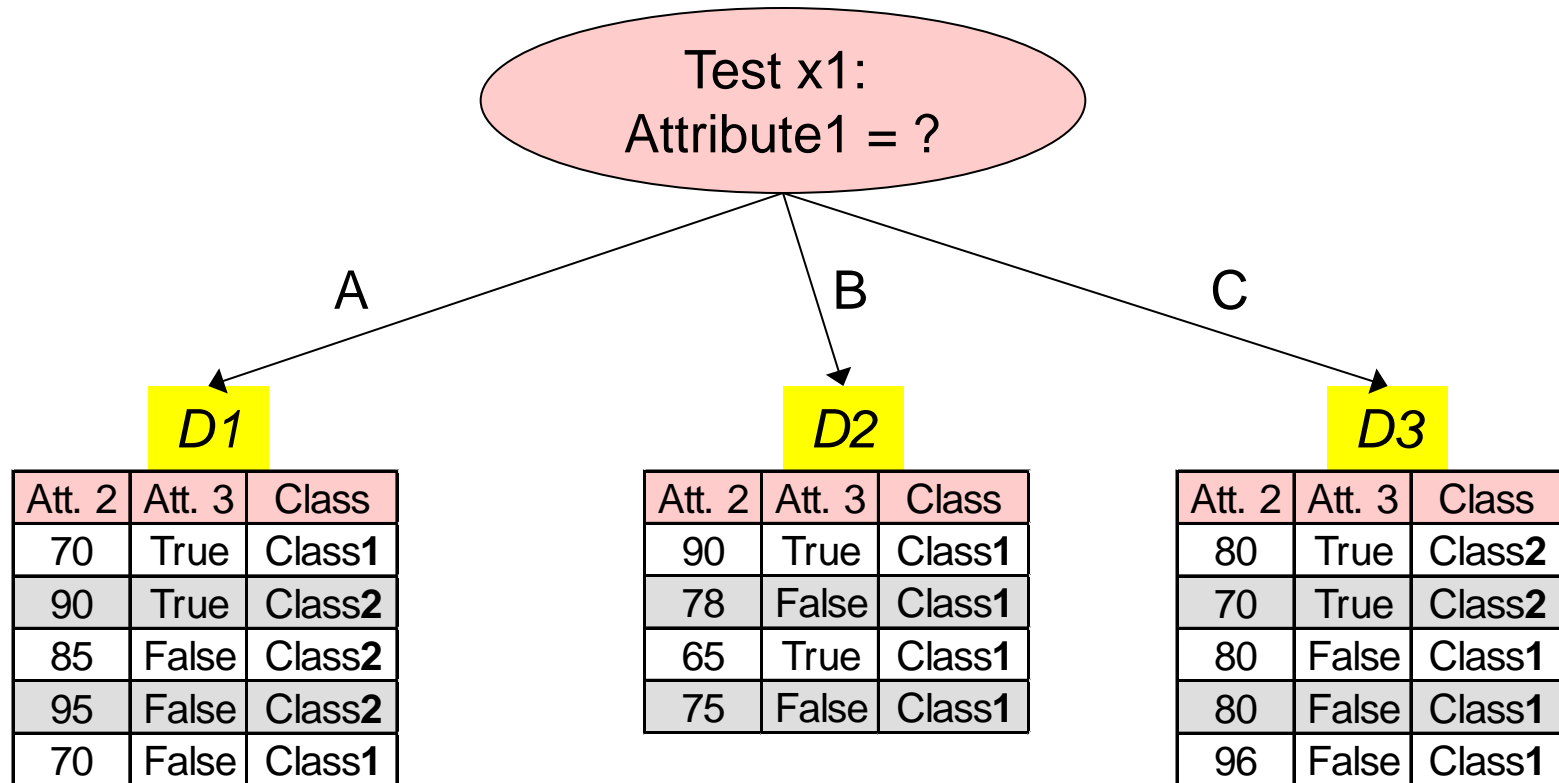 Test x1:
Attribute1 = ?
A
B
C
D1
Att. 2 Att. 3 Class
70 True Class1
90 True Class2
85 False Class2
95 False Class2
70 False Class1
D2
Att. 2 Att. 3 Class
90 True Class1
78 False Class1
65 True Class1
75 False Class1
D3
Att. 2 Att. 3 Class
80 True Class2
70 True Class2
80 False Class1
80 False Class1
96 False Class1